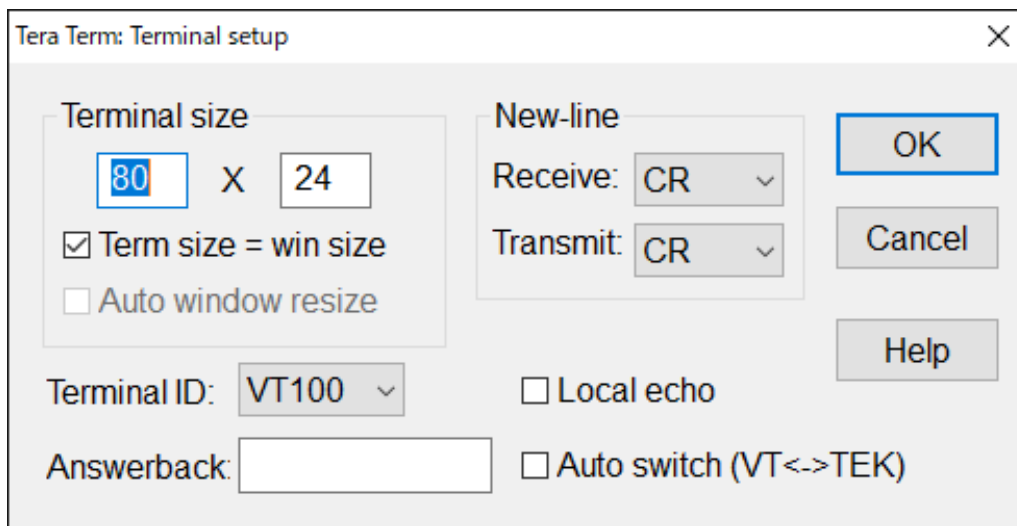 Tera Term: Terminal setup
Terminal size
80 X 24
Term size = win size
Auto window resize
New-line
Receive: CR
Transmit: CR
OK
Cancel
Help
Terminal ID: VT100
Local echo
Answerback:
Auto switch (VT<->TEK)